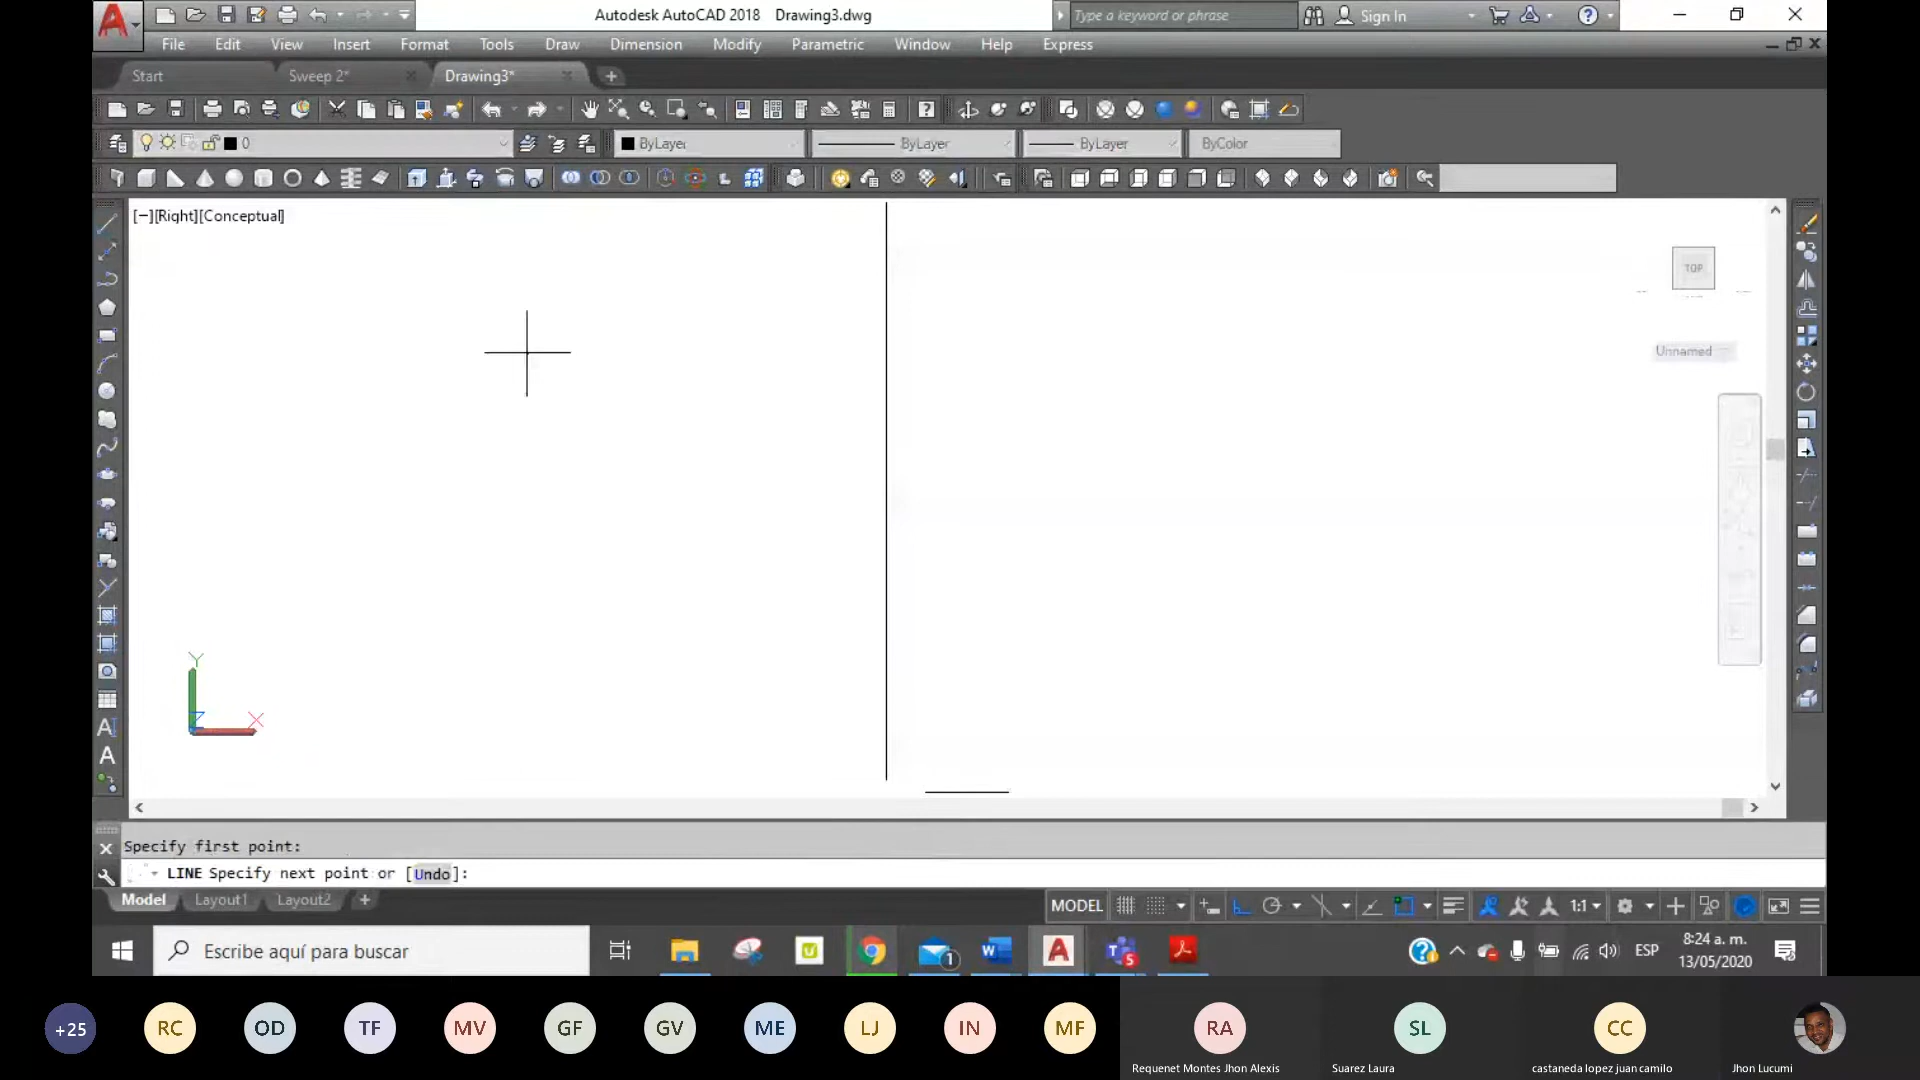 Autodesk AutoCAD 2018 Drawing3.dwg
Type a keyword or phrase
Sign In
File Edit View Insert Format Tools Draw Dimension Modify Parametric Window Help Express
Start Sweep 2* Drawing3*
0 ByLayer ByLayer ByLayer ByColor
[−][Right][Conceptual]
TOP
Unnamed
Y
Z X
Specify first point:
LINE Specify next point or [Undo]:
Model Layout1 Layout2
MODEL 1:1
Escribe aquí para buscar
1
5
ESP
8:24 a. m.
13/05/2020
+25 RC OD TF MV GF GV ME LJ IN MF RA SL CC
Requenet Montes Jhon Alexis
Suarez Laura
castaneda lopez juan camilo
Jhon Lucumi